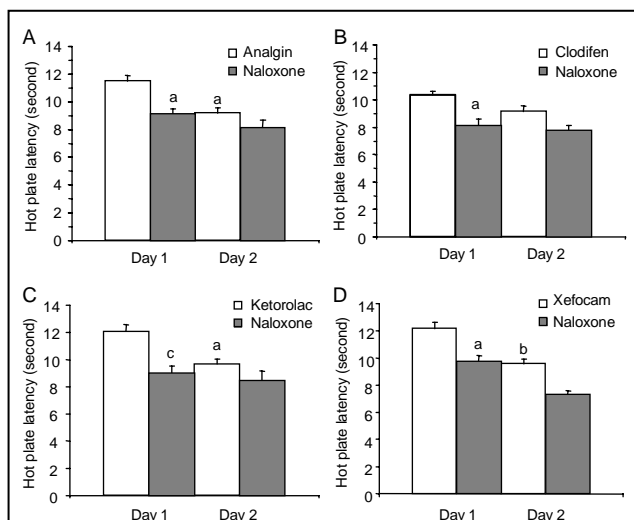 A
Analgin
Naloxone
Hot plate latency (second)
14
12
10
8
6
4
2
0
a
a
Day 1
Day 2
B
Clodifen
Naloxone
Hot plate latency (second)
14
12
10
8
6
4
2
0
a
Day 1
Day 2
C
Ketorolac
Naloxone
Hot plate latency (second)
14
12
10
8
6
4
2
0
c
a
Day 1
Day 2
D
Xefocam
Naloxone
Hot plate latency (second)
14
12
10
8
6
4
2
0
a
b
Day 1
Day 2